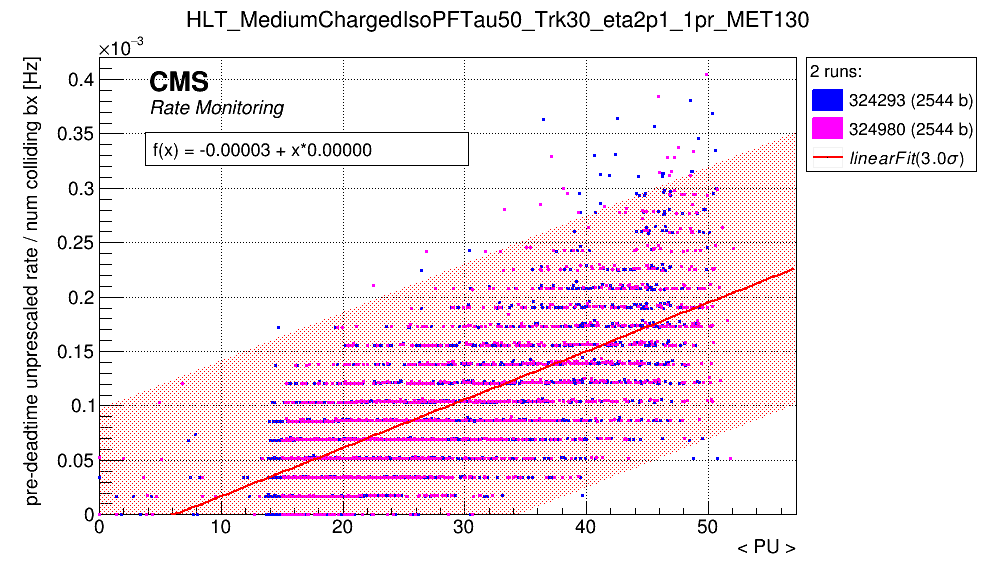 HLT_MediumChargedIsoPFTau50_Trk30_eta2p1_1pr_MET130
×10⁻³
CMS
Rate Monitoring
f(x) = -0.00003 + x*0.00000
2 runs:
324293 (2544 b)
324980 (2544 b)
linearFit(3.0σ)
pre-deadtime unprescaled rate / num colliding bx [Hz]
0.4
0.35
0.3
0.25
0.2
0.15
0.1
0.05
0
0 10 20 30 40 50
< PU >